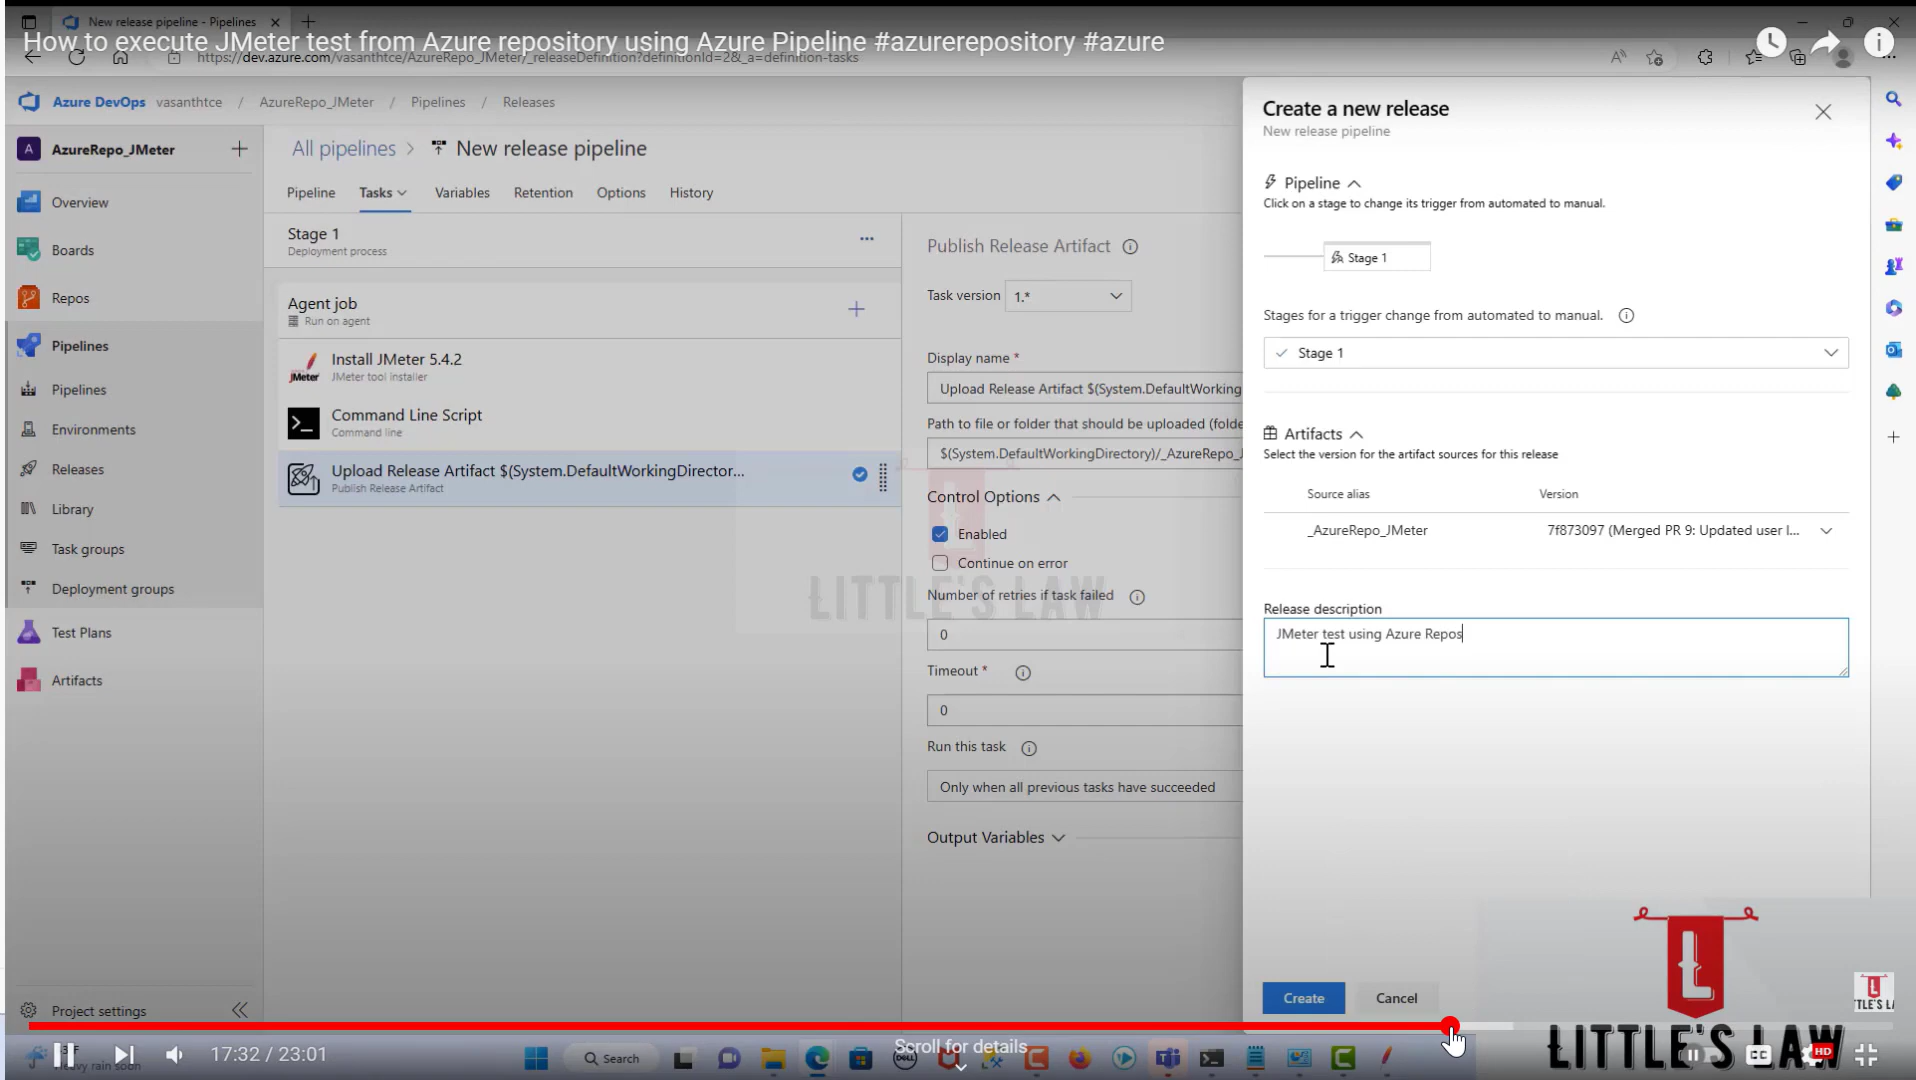 New release pipeline - Pipelines
How to execute JMeter test from Azure repository using Azure Pipeline #azurerepository #azure
https://dev.azure.com/vasanthtce/AzureRepo_JMeter/_releaseDefinition?definitionId=2&_a=definition-tasks
Azure DevOps vasanthtce / AzureRepo_JMeter / Pipelines / Releases
A AzureRepo_JMeter
Overview
Boards
Repos
Pipelines
Pipelines
Environments
Releases
Library
Task groups
Deployment groups
Test Plans
Artifacts
Project settings
All pipelines > New release pipeline
Pipeline Tasks Variables Retention Options History
Stage 1
Deployment process
Agent job
Run on agent
Install JMeter 5.4.2
JMeter tool installer
JMeter
Command Line Script
Command line
Upload Release Artifact $(System.DefaultWorkingDirector...
Publish Release Artifact
Publish Release Artifact
Task version 1.*
Display name *
Upload Release Artifact $(System.DefaultWorking
Path to file or folder that should be uploaded (folde
$(System.DefaultWorkingDirectory)/_AzureRepo_J
Control Options
Enabled
Continue on error
Number of retries if task failed
0
Timeout *
0
Run this task
Only when all previous tasks have succeeded
Output Variables
LITTLE'S LAW
Create a new release
New release pipeline
Pipeline
Click on a stage to change its trigger from automated to manual.
Stage 1
Stages for a trigger change from automated to manual.
Stage 1
Artifacts
Select the version for the artifact sources for this release
Source alias Version
_AzureRepo_JMeter 7f873097 (Merged PR 9: Updated user l...
Release description
JMeter test using Azure Repos
Create Cancel
17:32 / 23:01
Heavy rain soon
Scroll for details
Search
DELL
LITTLE'S LAW
CC
HD